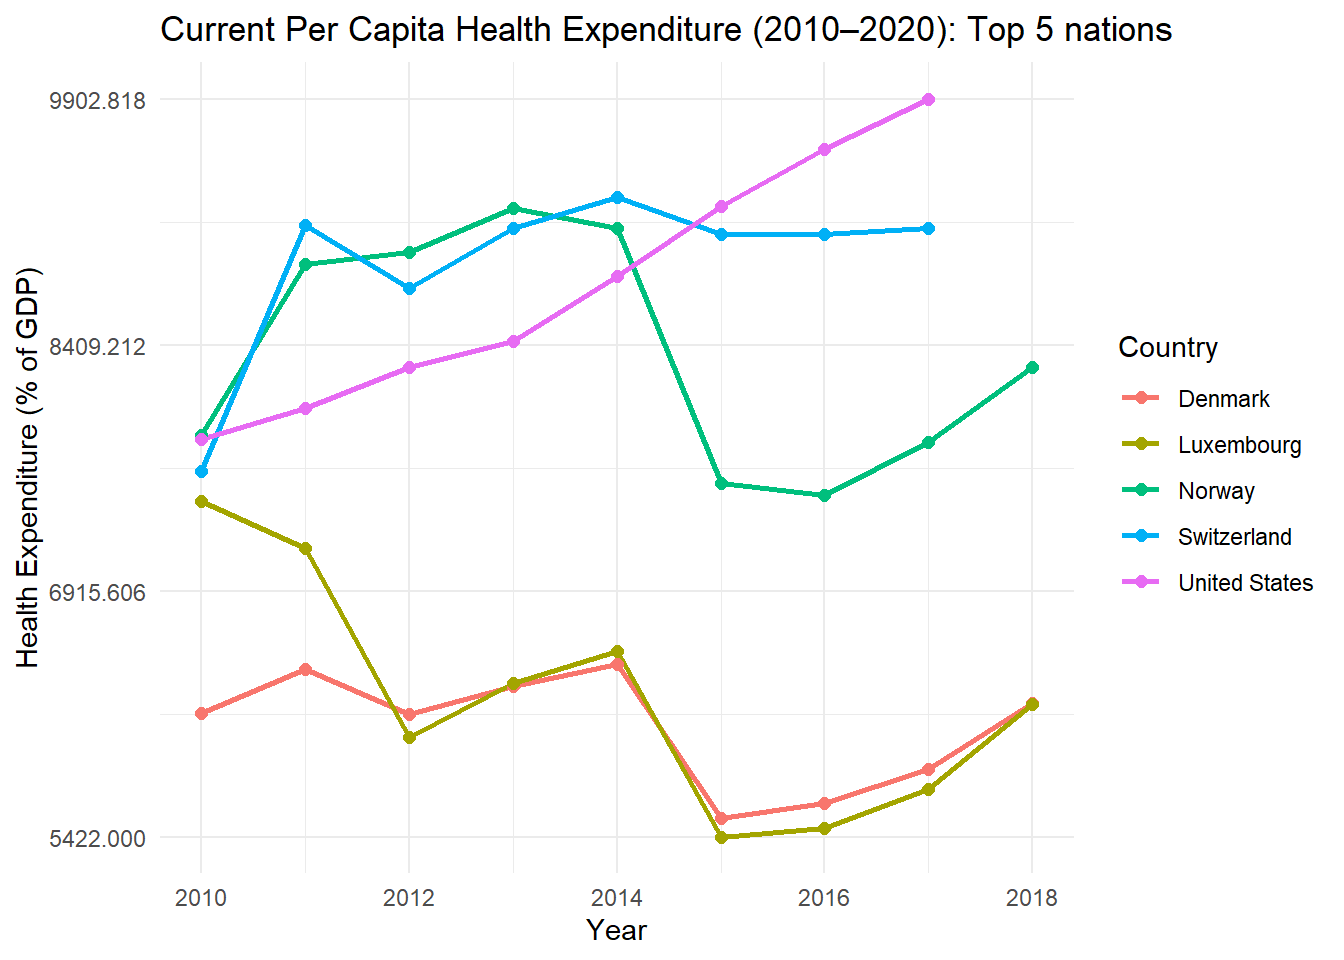 Current Per Capita Health Expenditure (2010–2020): Top 5 nations
9902.818
8409.212
6915.606
5422.000
Health Expenditure (% of GDP)
2010 2012 2014 2016 2018
Year
Country
Denmark
Luxembourg
Norway
Switzerland
United States